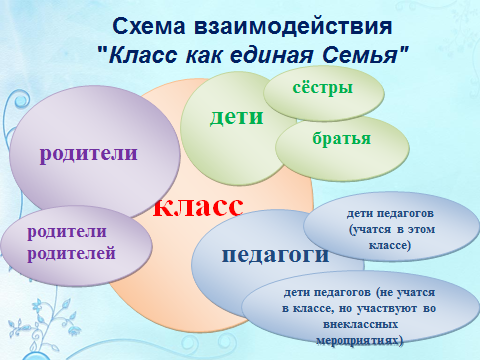 Схема взаимодействия
"Класс как единая Семья"
сёстры
дети
братья
родители
класс
дети педагогов
(учатся в этом
классе)
родители
родителей
педагоги
дети педагогов (не учатся
в классе, но участвуют во
внеклассных
мероприятиях)